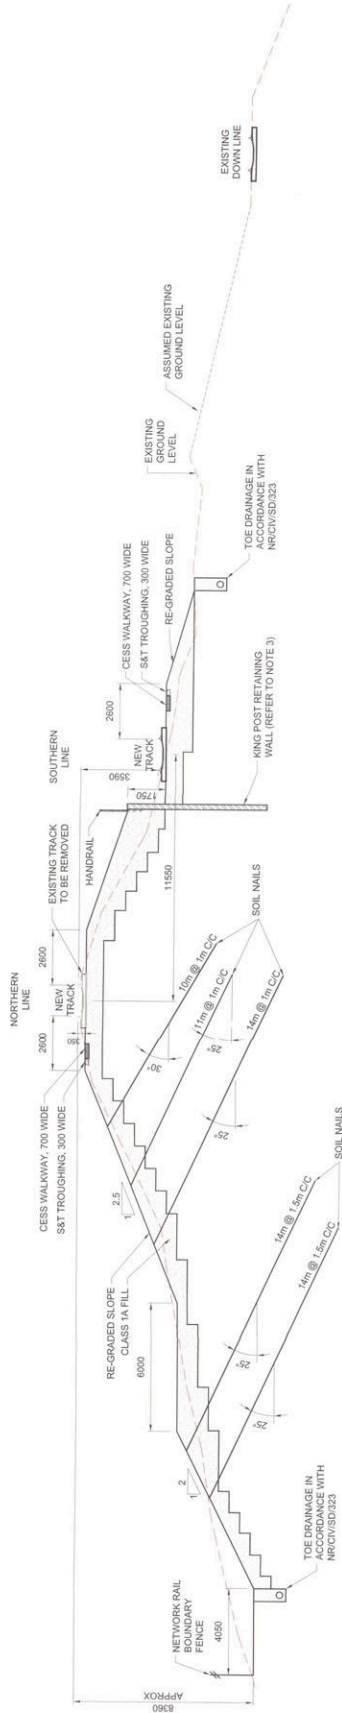 8360
APPROX
NETWORK RAIL
BOUNDARY
FENCE
4050
TOE DRAINAGE IN
ACCORDANCE WITH
NR/CIV/SD/323
2
1
25°
25°
14m @ 1.5m C/C
14m @ 1.5m C/C
SOIL NAILS
6000
RE-GRADED SLOPE
CLASS 1A FILL
2.5
1
25°
25°
30°
14m @ 1m C/C
11m @ 1m C/C
10m @ 1m C/C
SOIL NAILS
CESS WALKWAY, 700 WIDE
S&T TROUGHING, 300 WIDE
NORTHERN
LINE
2600
2600
350
NEW
TRACK
EXISTING TRACK
TO BE REMOVED
HANDRAIL
11550
SOUTHERN
LINE
3590
1750
NEW
TRACK
2600
CESS WALKWAY, 700 WIDE
S&T TROUGHING, 300 WIDE
RE-GRADED SLOPE
KING POST RETAINING
WALL (REFER TO NOTE 3)
TOE DRAINAGE IN
ACCORDANCE WITH
NR/CIV/SD/323
EXISTING
GROUND
LEVEL
ASSUMED EXISTING
GROUND LEVEL
EXISTING
DOWN LINE